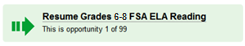 Resume Grades 6-8 FSA ELA Reading
This is opportunity 1 of 99